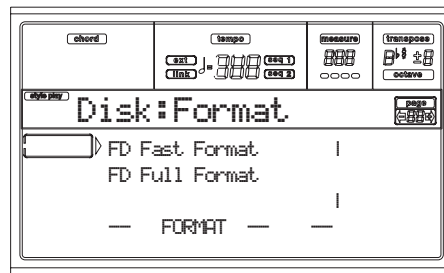 chord tempo measure transpose
ext seq 1
link seq 2
octave
style play page
Disk:Format
FD Fast Format
FD Full Format
FORMAT